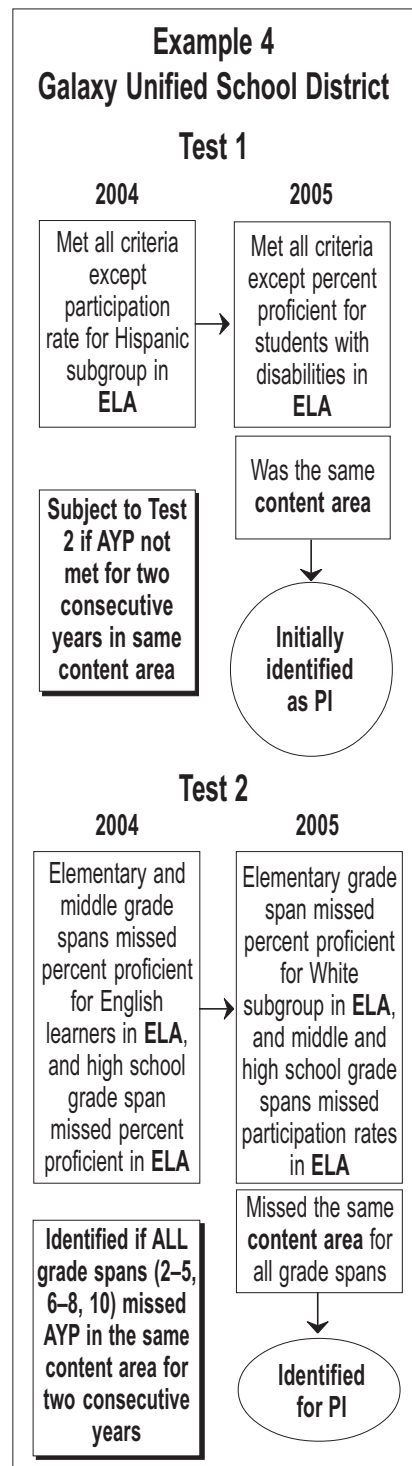 Example 4
Galaxy Unified School District
Test 1
2004
Met all criteria
except
participation
rate for Hispanic
subgroup in
ELA
2005
Met all criteria
except percent
proficient for
students with
disabilities in
ELA
Was the same
content area
Subject to Test
2 if AYP not
met for two
consecutive
years in same
content area
Initially
identified
as PI
Test 2
2004
Elementary and
middle grade
spans missed
percent proficient
for English
learners in ELA,
and high school
grade span
missed percent
proficient in ELA
2005
Elementary grade
span missed
percent proficient
for White
subgroup in ELA,
and middle and
high school grade
spans missed
participation rates
in ELA
Missed the same
content area for
all grade spans
Identified if ALL
grade spans (2–5,
6–8, 10) missed
AYP in the same
content area for
two consecutive
years
Identified
for PI